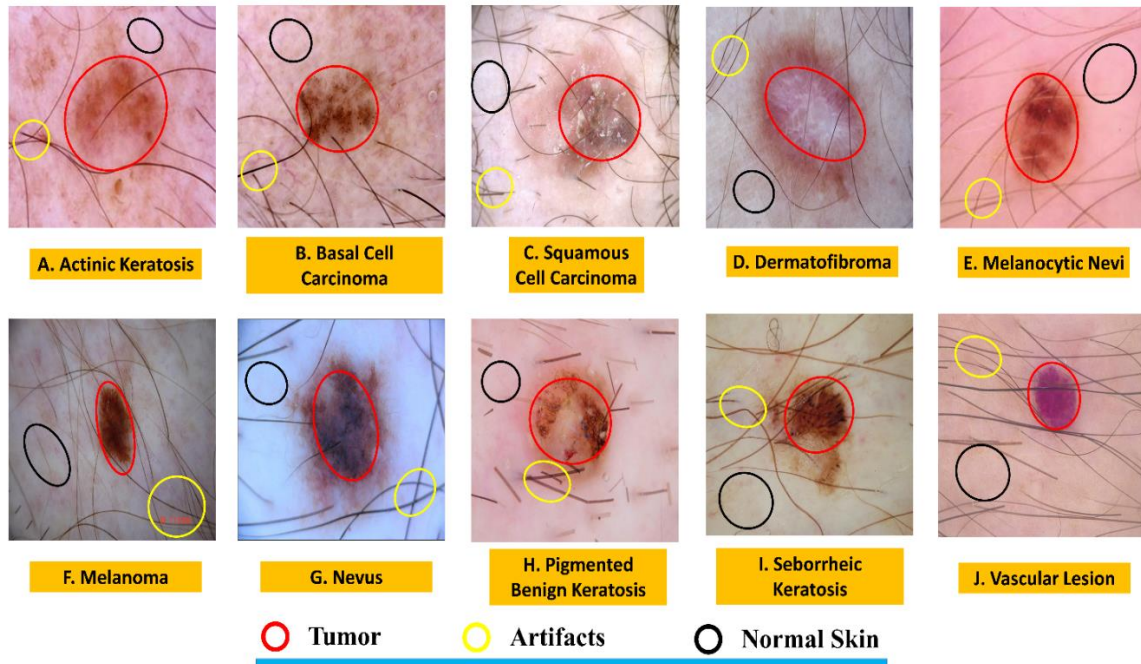 A. Actinic Keratosis
B. Basal Cell
Carcinoma
C. Squamous
Cell Carcinoma
D. Dermatofibroma
E. Melanocytic Nevi
F. Melanoma
G. Nevus
H. Pigmented
Benign Keratosis
I. Seborrheic
Keratosis
J. Vascular Lesion
Tumor
Artifacts
Normal Skin